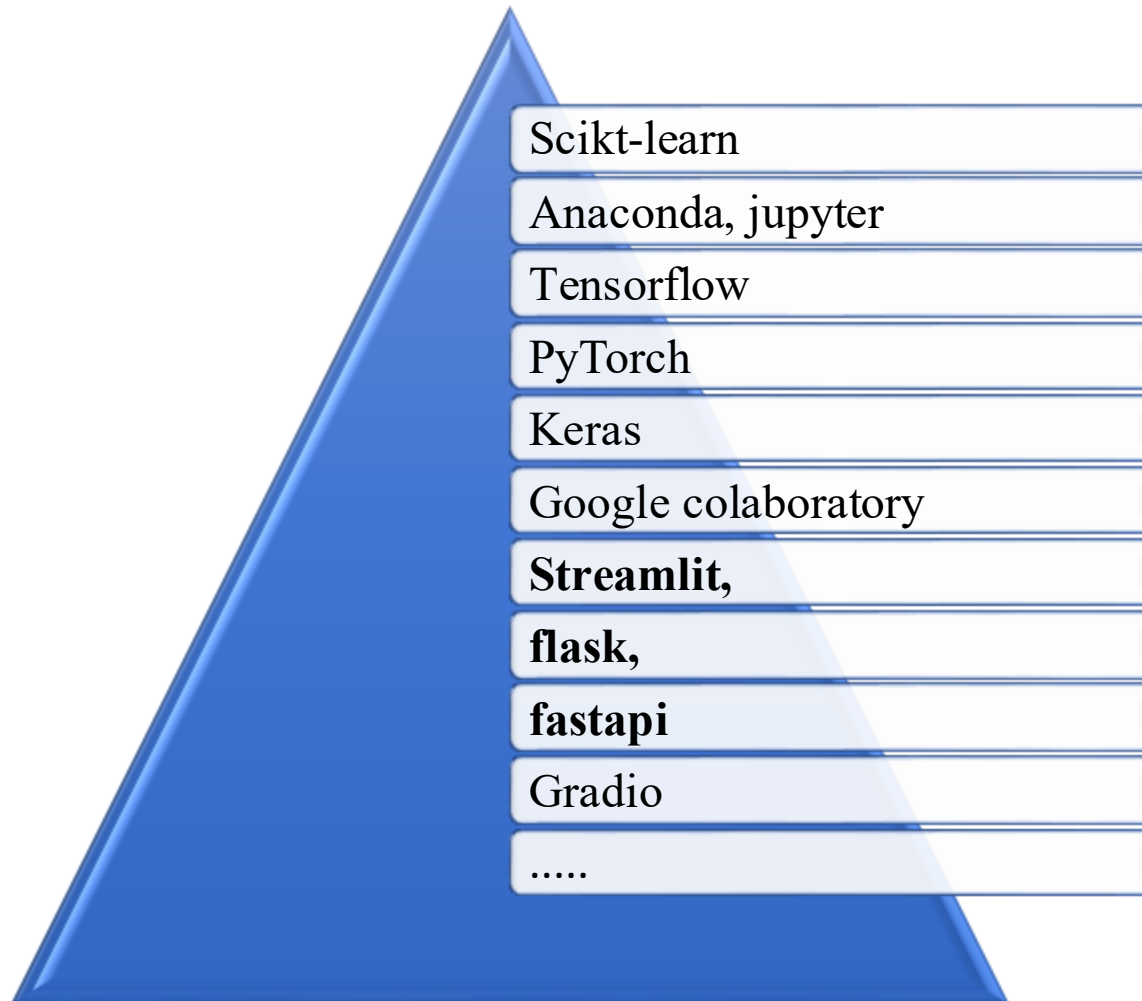 Scikt-learn
Anaconda, jupyter
Tensorflow
PyTorch
Keras
Google colaboratory
Streamlit,
flask,
fastapi
Gradio
.....